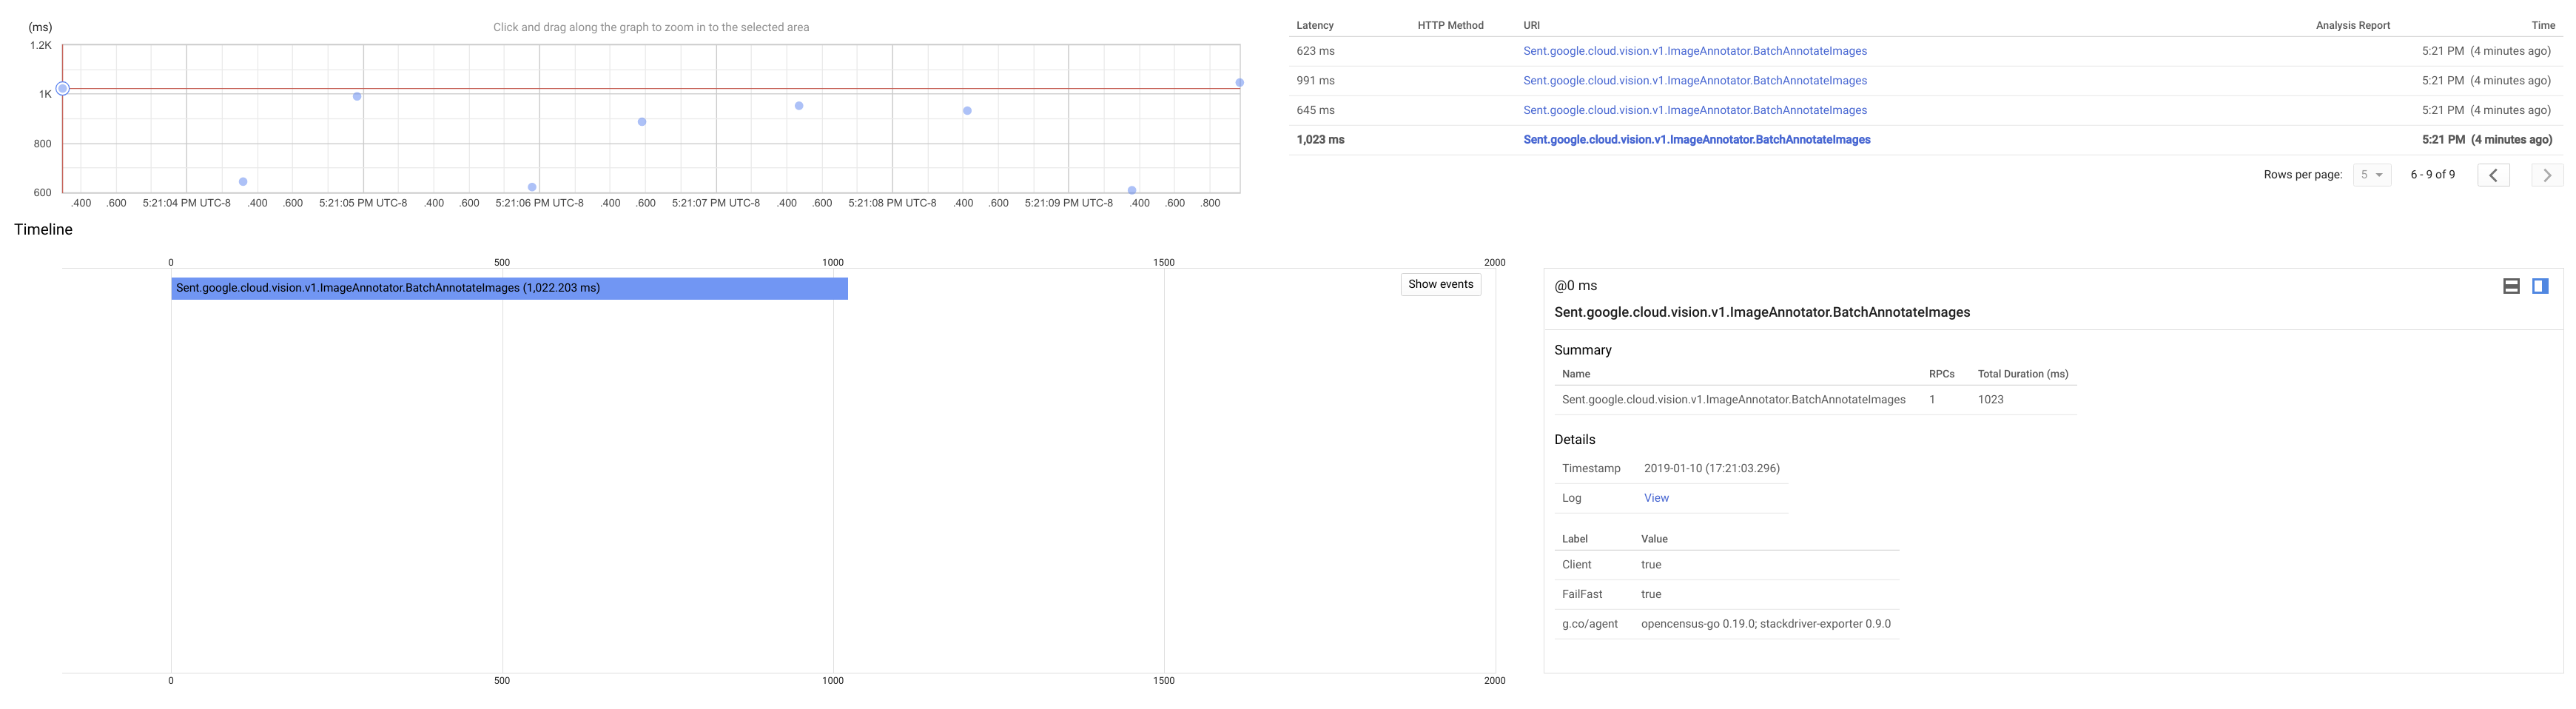 (ms)
Click and drag along the graph to zoom in to the selected area
1.2K
1K
800
600
.400 .600 5:21:04 PM UTC-8 .400 .600 5:21:05 PM UTC-8 .400 .600 5:21:06 PM UTC-8 .400 .600 5:21:07 PM UTC-8 .400 .600 5:21:08 PM UTC-8 .400 .600 5:21:09 PM UTC-8 .400 .600 .800
Latency HTTP Method URI Analysis Report Time
623 ms Sent.google.cloud.vision.v1.ImageAnnotator.BatchAnnotateImages 5:21 PM (4 minutes ago)
991 ms Sent.google.cloud.vision.v1.ImageAnnotator.BatchAnnotateImages 5:21 PM (4 minutes ago)
645 ms Sent.google.cloud.vision.v1.ImageAnnotator.BatchAnnotateImages 5:21 PM (4 minutes ago)
1,023 ms Sent.google.cloud.vision.v1.ImageAnnotator.BatchAnnotateImages 5:21 PM (4 minutes ago)
Rows per page: 5 6 - 9 of 9
Timeline
0 500 1000 1500 2000
Sent.google.cloud.vision.v1.ImageAnnotator.BatchAnnotateImages (1,022.203 ms)
Show events
0 500 1000 1500 2000
@0 ms
Sent.google.cloud.vision.v1.ImageAnnotator.BatchAnnotateImages
Summary
Name RPCs Total Duration (ms)
Sent.google.cloud.vision.v1.ImageAnnotator.BatchAnnotateImages 1 1023
Details
Timestamp 2019-01-10 (17:21:03.296)
Log View
Label Value
Client true
FailFast true
g.co/agent opencensus-go 0.19.0; stackdriver-exporter 0.9.0